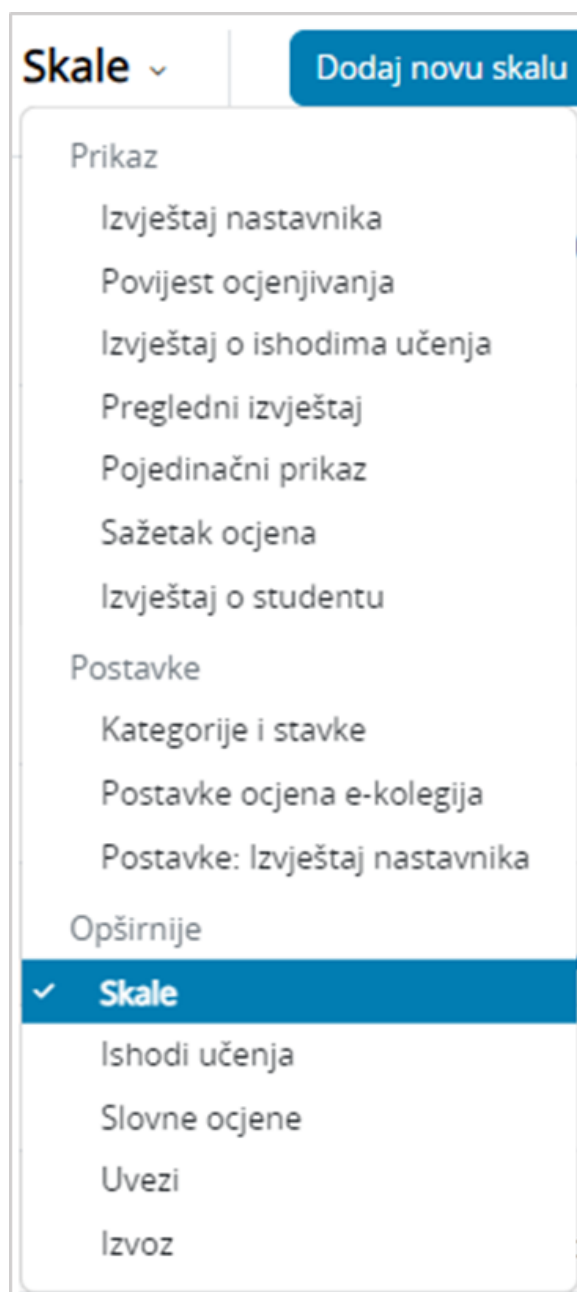 Skale
Dodaj novu skalu
Prikaz
Izvještaj nastavnika
Povijest ocjenjivanja
Izvještaj o ishodima učenja
Pregledni izvještaj
Pojedinačni prikaz
Sažetak ocjena
Izvještaj o studentu
Postavke
Kategorije i stavke
Postavke ocjena e-kolegija
Postavke: Izvještaj nastavnika
Opširnije
Skale
Ishodi učenja
Slovne ocjene
Uvezi
Izvoz